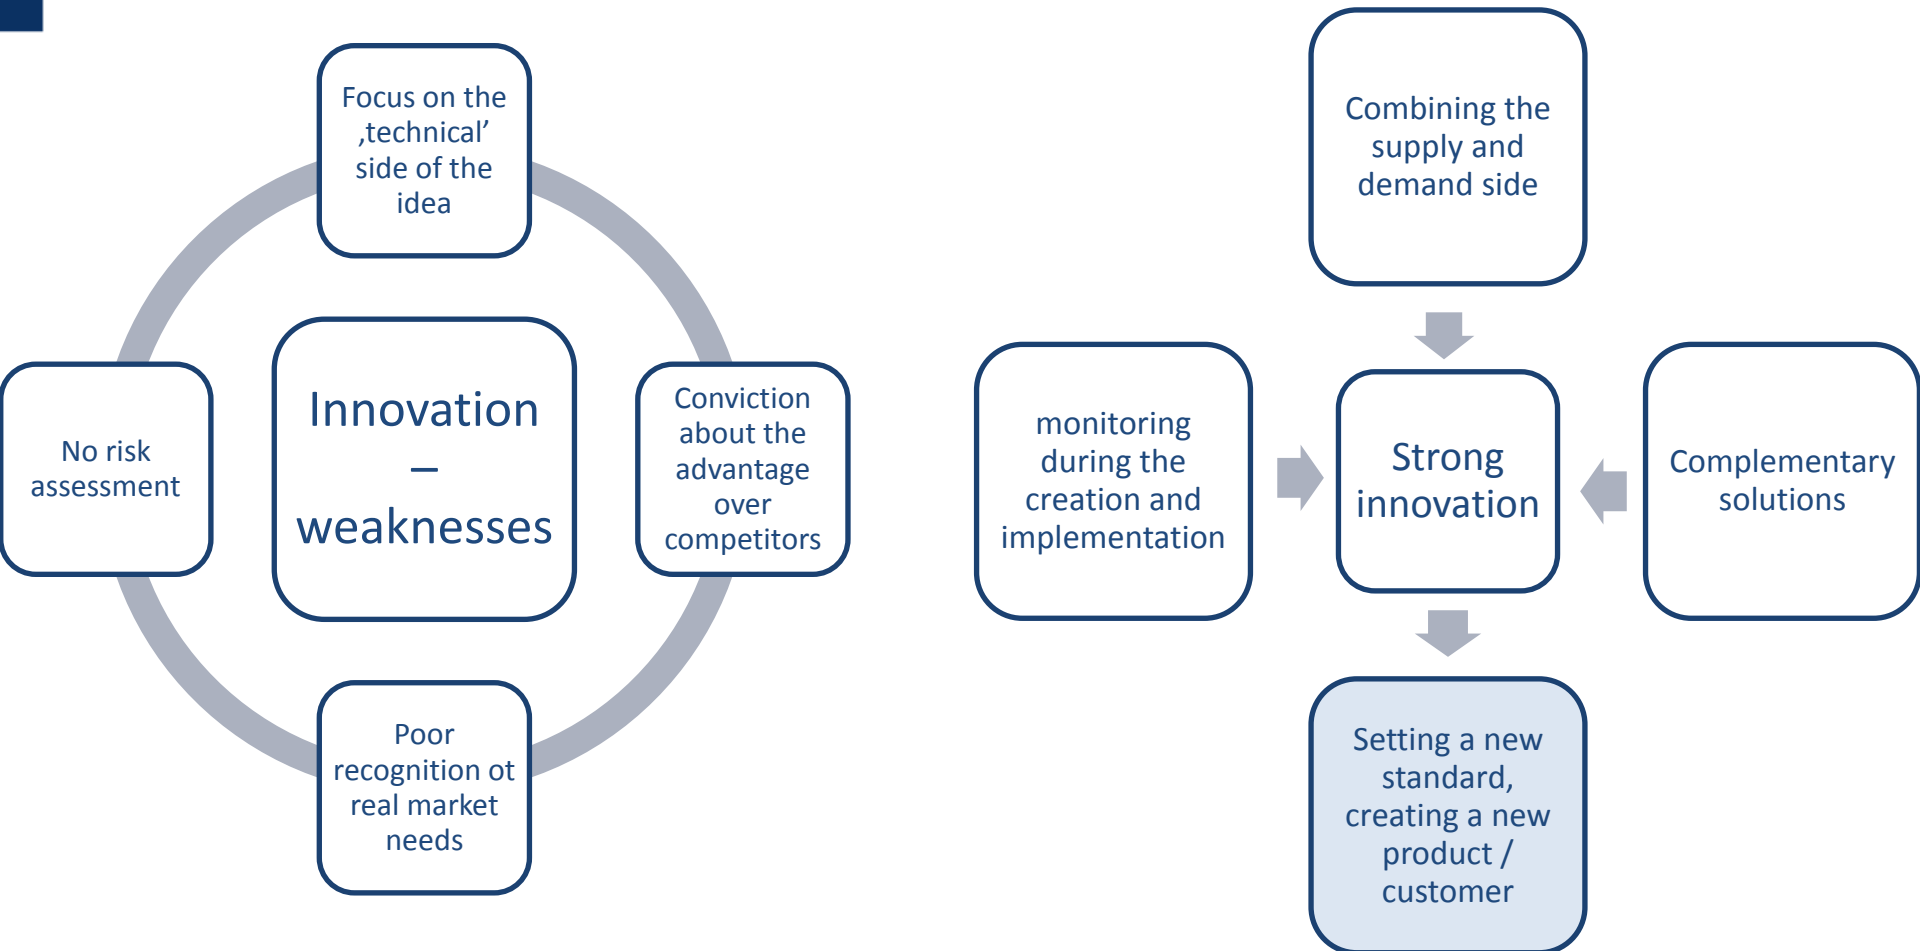 Focus on the
‚technical’
side of the
idea
Innovation
–
weaknesses
No risk
assessment
Conviction
about the
advantage
over
competitors
Poor
recognition ot
real market
needs
Combining the
supply and
demand side
monitoring
during the
creation and
implementation
Strong
innovation
Complementary
solutions
Setting a new
standard,
creating a new
product /
customer